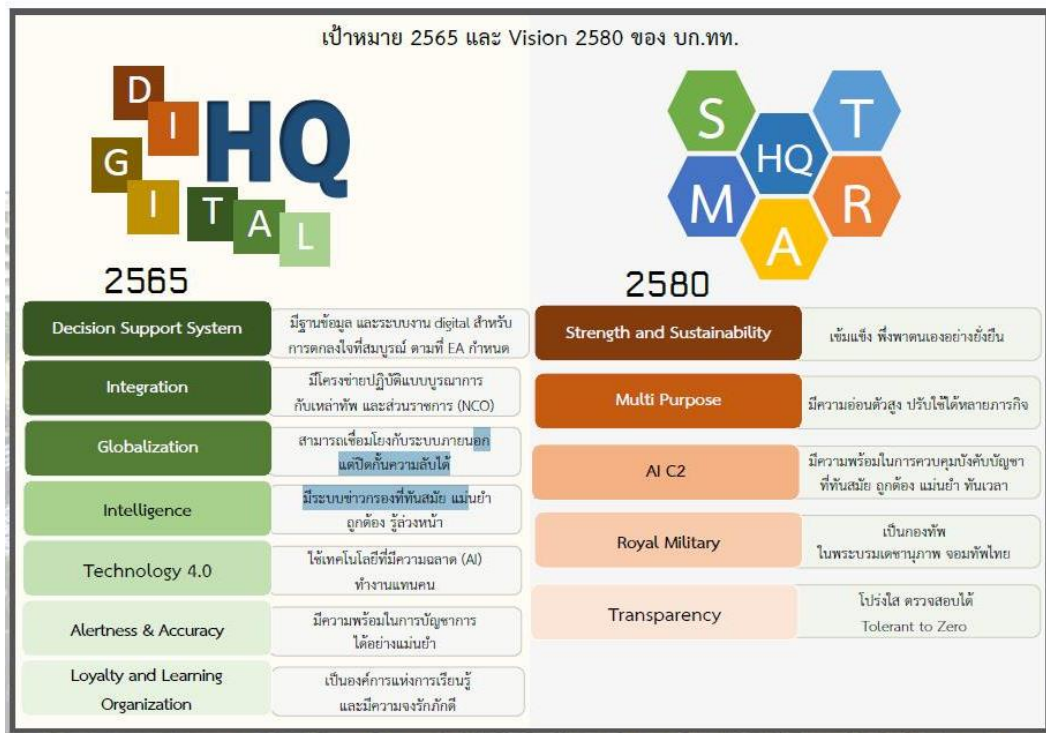 เป้าหมาย 2565 และ Vision 2580 ของ บก.ทท.
DIGITAL HQ
2565
Decision Support System
มีฐานข้อมูล และระบบงาน digital สำหรับ
การตกลงใจที่สมบูรณ์ ตามที่ EA กำหนด
Integration
มีโครงข่ายปฏิบัติแบบบูรณาการ
กับเหล่าทัพ และส่วนราชการ (NCO)
Globalization
สามารถเชื่อมโยงกับระบบภายนอก
แต่ปิดกั้นความลับได้
Intelligence
มีระบบข่าวกรองที่ทันสมัย แม่นยำ
ถูกต้อง รู้ล่วงหน้า
Technology 4.0
ใช้เทคโนโลยีที่มีความฉลาด (AI)
ทำงานแทนคน
Alertness & Accuracy
มีความพร้อมในการบัญชาการ
ได้อย่างแม่นยำ
Loyalty and Learning
Organization
เป็นองค์การแห่งการเรียนรู้
และมีความจงรักภักดี
SMART HQ
2580
Strength and Sustainability
เข้มแข็ง พึ่งพาตนเองอย่างยั่งยืน
Multi Purpose
มีความอ่อนตัวสูง ปรับใช้ได้หลายภารกิจ
AI C2
มีความพร้อมในการควบคุมบังคับบัญชา
ที่ทันสมัย ถูกต้อง แม่นยำ ทันเวลา
Royal Military
เป็นกองทัพ
ในพระบรมเดชานุภาพ จอมทัพไทย
Transparency
โปร่งใส ตรวจสอบได้
Tolerant to Zero